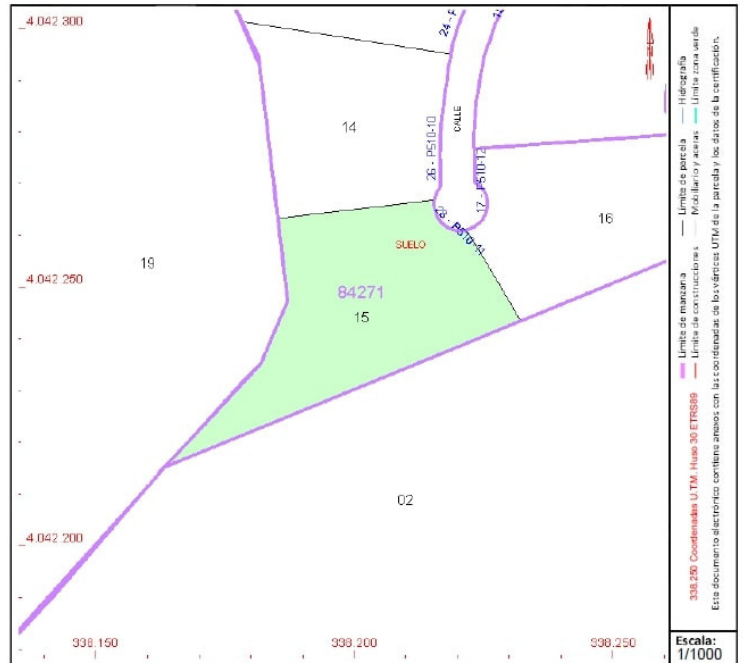 4.042.300
24 - P
14
26 - P510-10
CALLE
17 - P510-12
P510-11
16
SUELO
19
4.042.250
84271
15
02
4.042.200
338.150
338.200
338.250
Límite de manzana
Límite de parcela
Hidrografía
338.250 Coordenadas U.T.M. Huso 30 ETRS89
Límite de construcciones
Mobiliario y aceras
Límite zona verde
Este documento electrónico contiene anexos con las coordenadas de los vértices UTM de la parcela y los datos de la certificación.
Escala:
1/1000